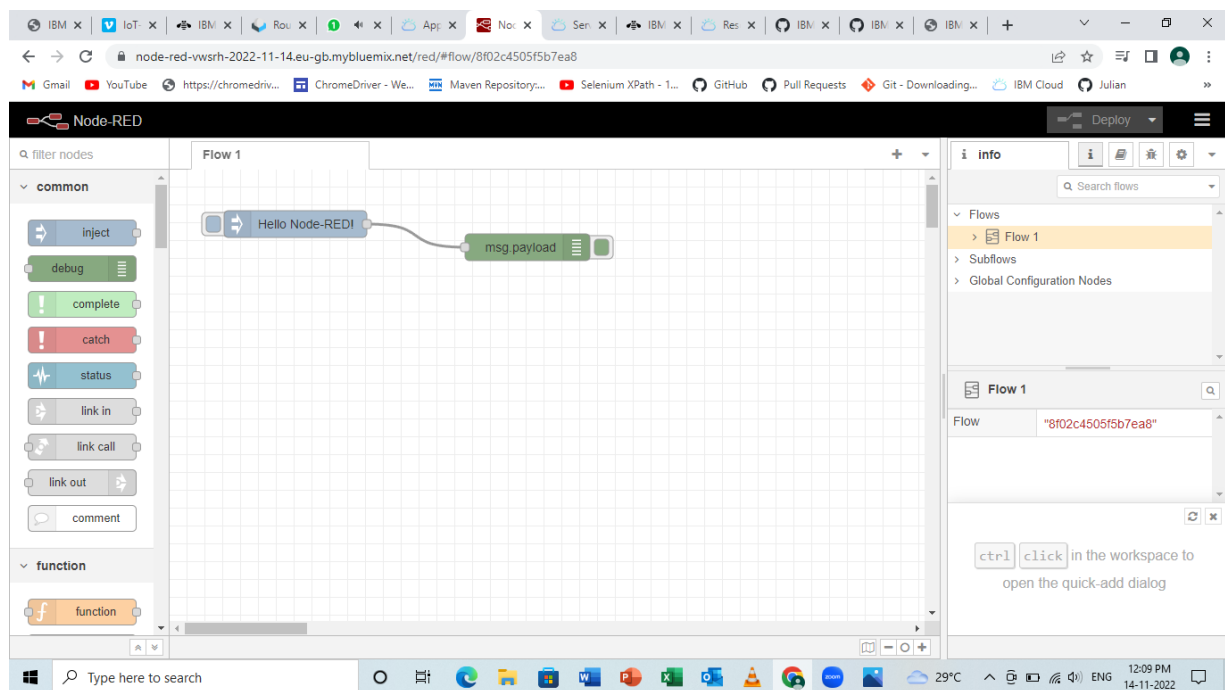 IBM IoT- IBM Rou App Noc Ser IBM Res IBM IBM IBM
node-red-vwsrh-2022-11-14.eu-gb.mybluemix.net/red/#flow/8f02c4505f5b7ea8
Gmail YouTube https://chromedriv... ChromeDriver - We... Maven Repository:... Selenium XPath - 1... GitHub Pull Requests Git - Downloading... IBM Cloud Julian »
Node-RED Deploy
filter nodes
Flow 1
i info
common
Search flows
Flows
Flow 1
Subflows
Global Configuration Nodes
inject
debug
complete
catch
status
link in
link call
link out
comment
function
function
Hello Node-RED!
msg.payload
Flow 1
Flow "8f02c4505f5b7ea8"
ctrl click in the workspace to
open the quick-add dialog
Type here to search
29°C ENG
12:09 PM
14-11-2022